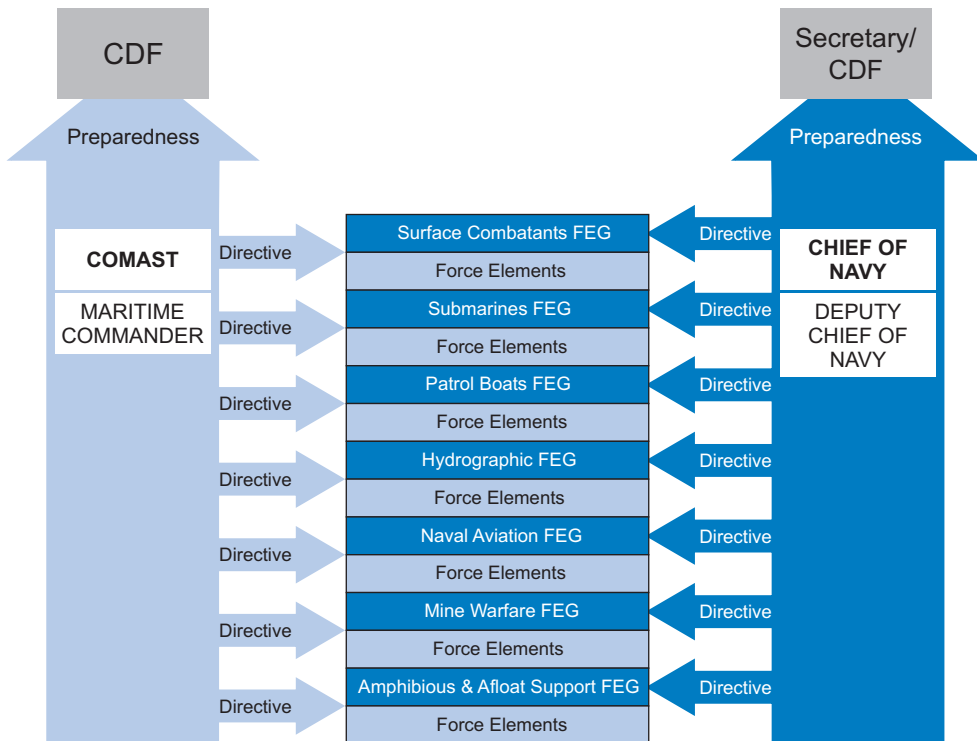 CDF
Secretary/
CDF
Preparedness
Preparedness
COMAST
MARITIME
COMMANDER
CHIEF OF
NAVY
DEPUTY
CHIEF OF
NAVY
Directive
Surface Combatants FEG
Directive
Force Elements
Directive
Submarines FEG
Directive
Force Elements
Directive
Patrol Boats FEG
Directive
Force Elements
Directive
Hydrographic FEG
Directive
Force Elements
Directive
Naval Aviation FEG
Directive
Force Elements
Directive
Mine Warfare FEG
Directive
Force Elements
Directive
Amphibious & Afloat Support FEG
Directive
Force Elements